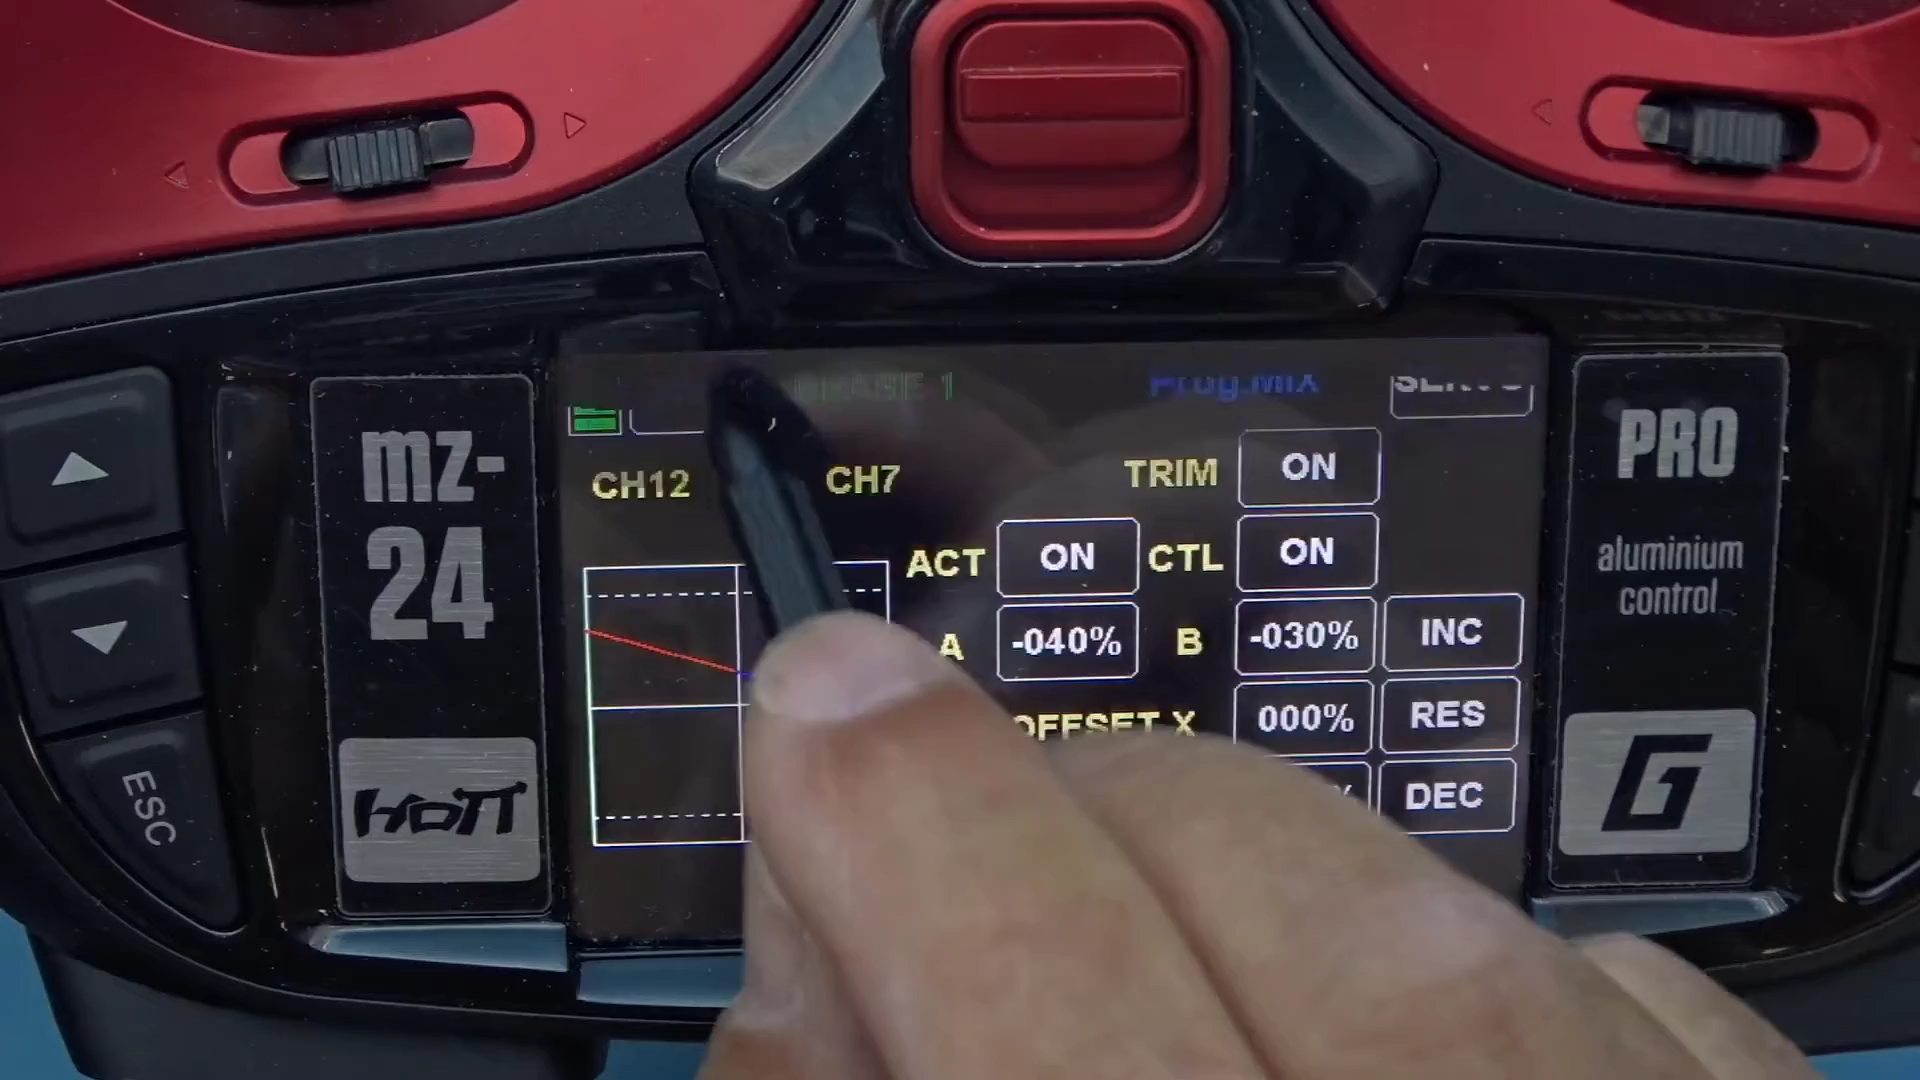 PHASE 1 Prog.MIX SERVO
CH12 CH7 TRIM ON
ACT ON CTL ON
A -040% B -030% INC
OFFSET X 000% RES
DEC
mz-
24
HoTT
ESC
PRO
aluminium
control
G